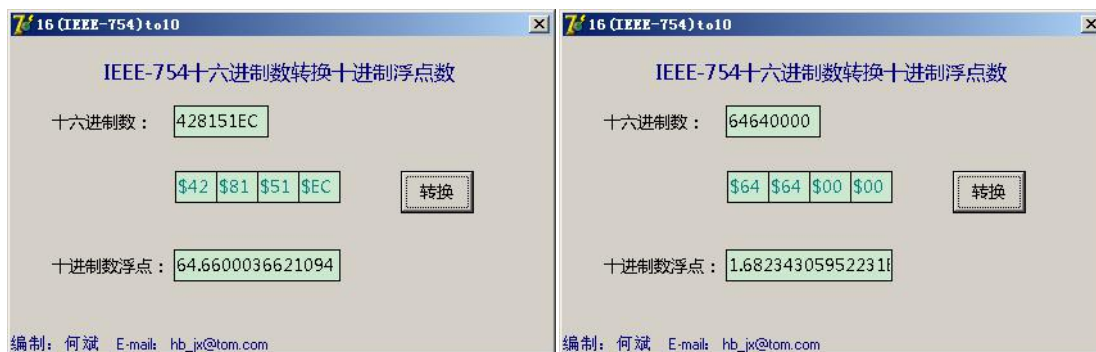 16(IEEE-754)to10
IEEE-754十六进制数转换十进制浮点数
十六进制数： 428151EC
$42 $81 $51 $EC 转换
十进制数浮点： 64.6600036621094
编制： 何斌 E-mail: hb_jx@tom.com
16(IEEE-754)to10
IEEE-754十六进制数转换十进制浮点数
十六进制数： 64640000
$64 $64 $00 $00 转换
十进制数浮点： 1.68234305952231
编制： 何斌 E-mail: hb_jx@tom.com